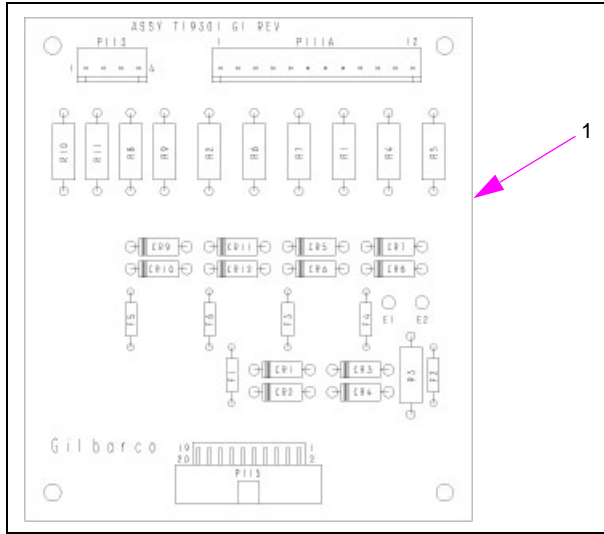 ASSY T19301 G1 REV
P112 P111A
1 4 1 12
R10 R11 R8 R9 R2 R6 R7 R1 R4 R5
1
CR9 CR11 CR5 CR7
CR10 CR12 CR6 CR8
F5 F6 F3 F4 E1 E2
F1 CR1 CR3 R3 F2
CR2 CR4
Gilbarco 19 1
20 2
P113